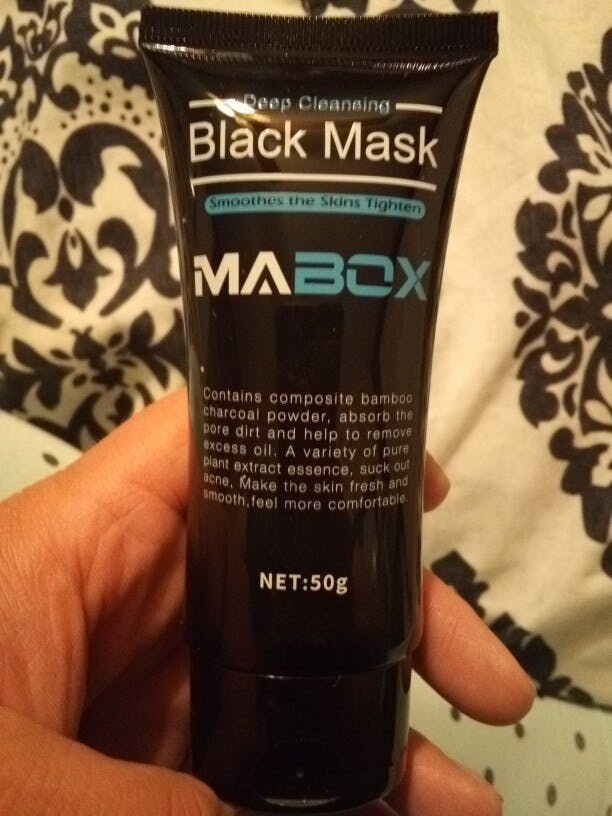 Deep Cleansing
Black Mask
Smoothes the Skins Tighten
MABOX
Contains composite bamboo
charcoal powder, absorb the
pore dirt and help to remove
excess oil. A variety of pure
plant extract essence, suck out
acne, Make the skin fresh and
smooth,feel more comfortable.
NET:50g